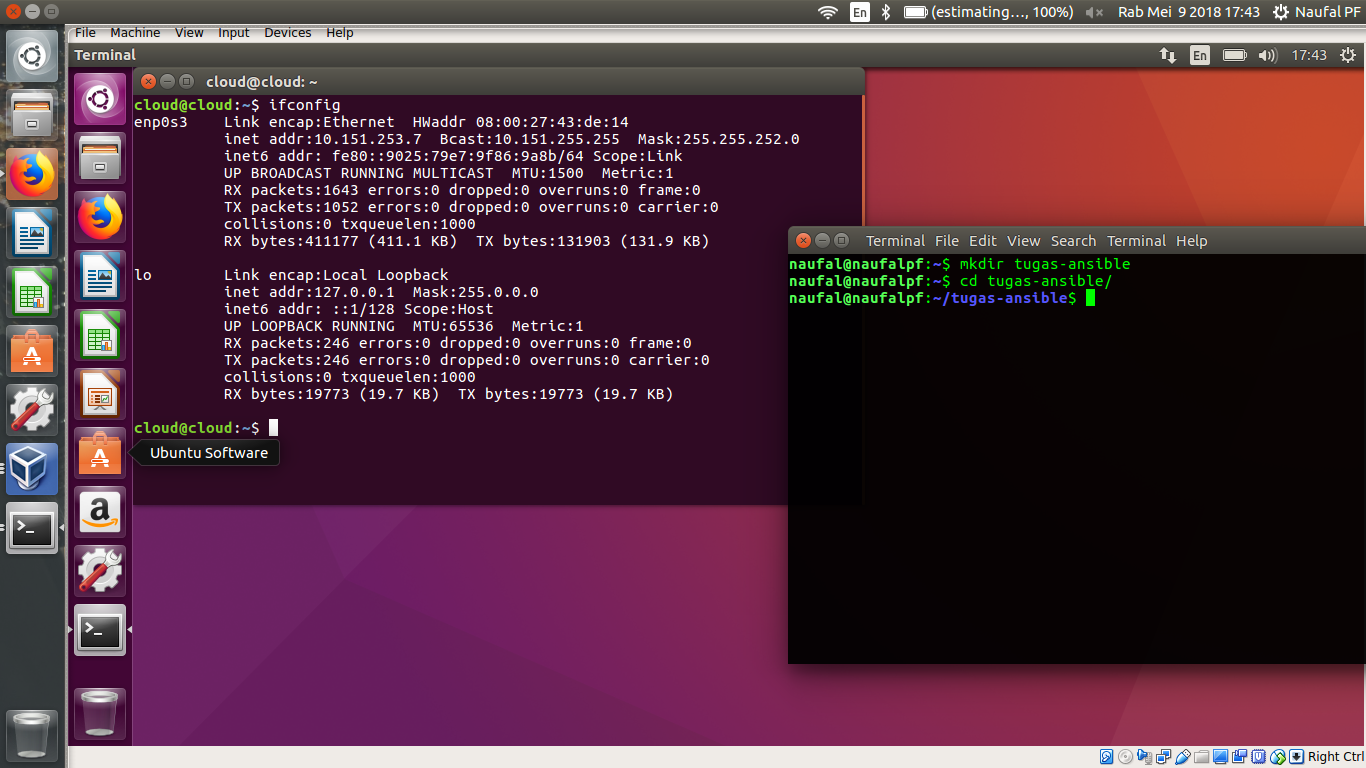 En (estimating..., 100%) Rab Mei 9 2018 17:43 Naufal PF
File Machine View Input Devices Help
Terminal En 17:43
cloud@cloud: ~
cloud@cloud:~$ ifconfig
enp0s3 Link encap:Ethernet HWaddr 08:00:27:43:de:14
inet addr:10.151.253.7 Bcast:10.151.255.255 Mask:255.255.252.0
inet6 addr: fe80::9025:79e7:9f86:9a8b/64 Scope:Link
UP BROADCAST RUNNING MULTICAST MTU:1500 Metric:1
RX packets:1643 errors:0 dropped:0 overruns:0 frame:0
TX packets:1052 errors:0 dropped:0 overruns:0 carrier:0
collisions:0 txqueuelen:1000
RX bytes:411177 (411.1 KB) TX bytes:131903 (131.9 KB)
lo Link encap:Local Loopback
inet addr:127.0.0.1 Mask:255.0.0.0
inet6 addr: ::1/128 Scope:Host
UP LOOPBACK RUNNING MTU:65536 Metric:1
RX packets:246 errors:0 dropped:0 overruns:0 frame:0
TX packets:246 errors:0 dropped:0 overruns:0 carrier:0
collisions:0 txqueuelen:1000
RX bytes:19773 (19.7 KB) TX bytes:19773 (19.7 KB)
cloud@cloud:~$
Ubuntu Software
Terminal File Edit View Search Terminal Help
naufal@naufalpf:~$ mkdir tugas-ansible
naufal@naufalpf:~$ cd tugas-ansible/
naufal@naufalpf:~/tugas-ansible$
Right Ctrl